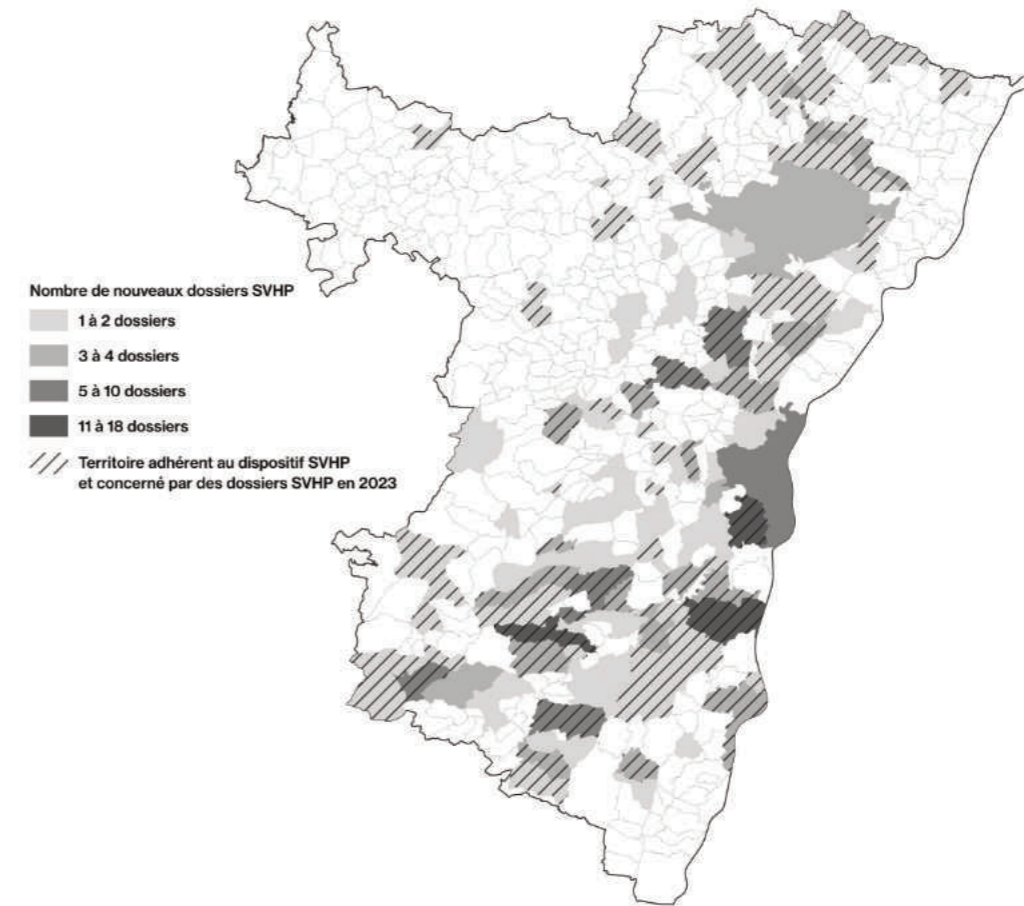 Nombre de nouveaux dossiers SVHP
1 à 2 dossiers
3 à 4 dossiers
5 à 10 dossiers
11 à 18 dossiers
Territoire adhérent au dispositif SVHP
et concerné par des dossiers SVHP en 2023